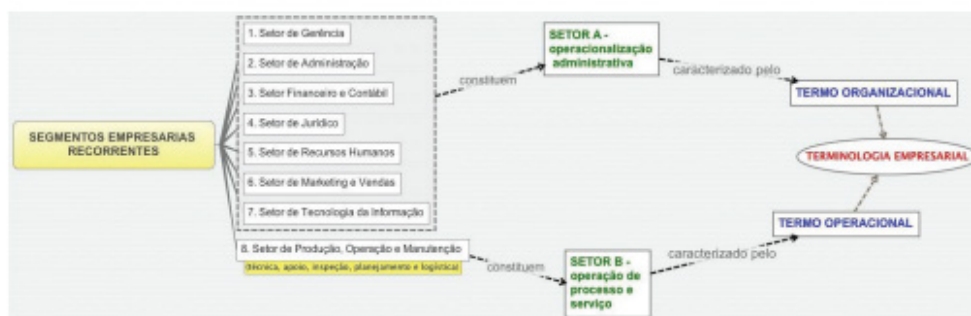 SEGMENTOS EMPRESARIAS
RECORRENTES
1. Setor de Gerência
2. Setor de Administração
3. Setor Financeiro e Contábil
4. Setor de Jurídico
5. Setor de Recursos Humanos
6. Setor de Marketing e Vendas
7. Setor de Tecnologia da Informação
8. Setor de Produção, Operação e Manutenção
(técnica, apoio, inspeção, planejamento e logística)
constituem
constituem
SETOR A -
operacionalização
administrativa
SETOR B -
operação de
processo e
serviço
caracterizado pelo
caracterizado pelo
TERMO ORGANIZACIONAL
TERMINOLOGIA EMPRESARIAL
TERMO OPERACIONAL